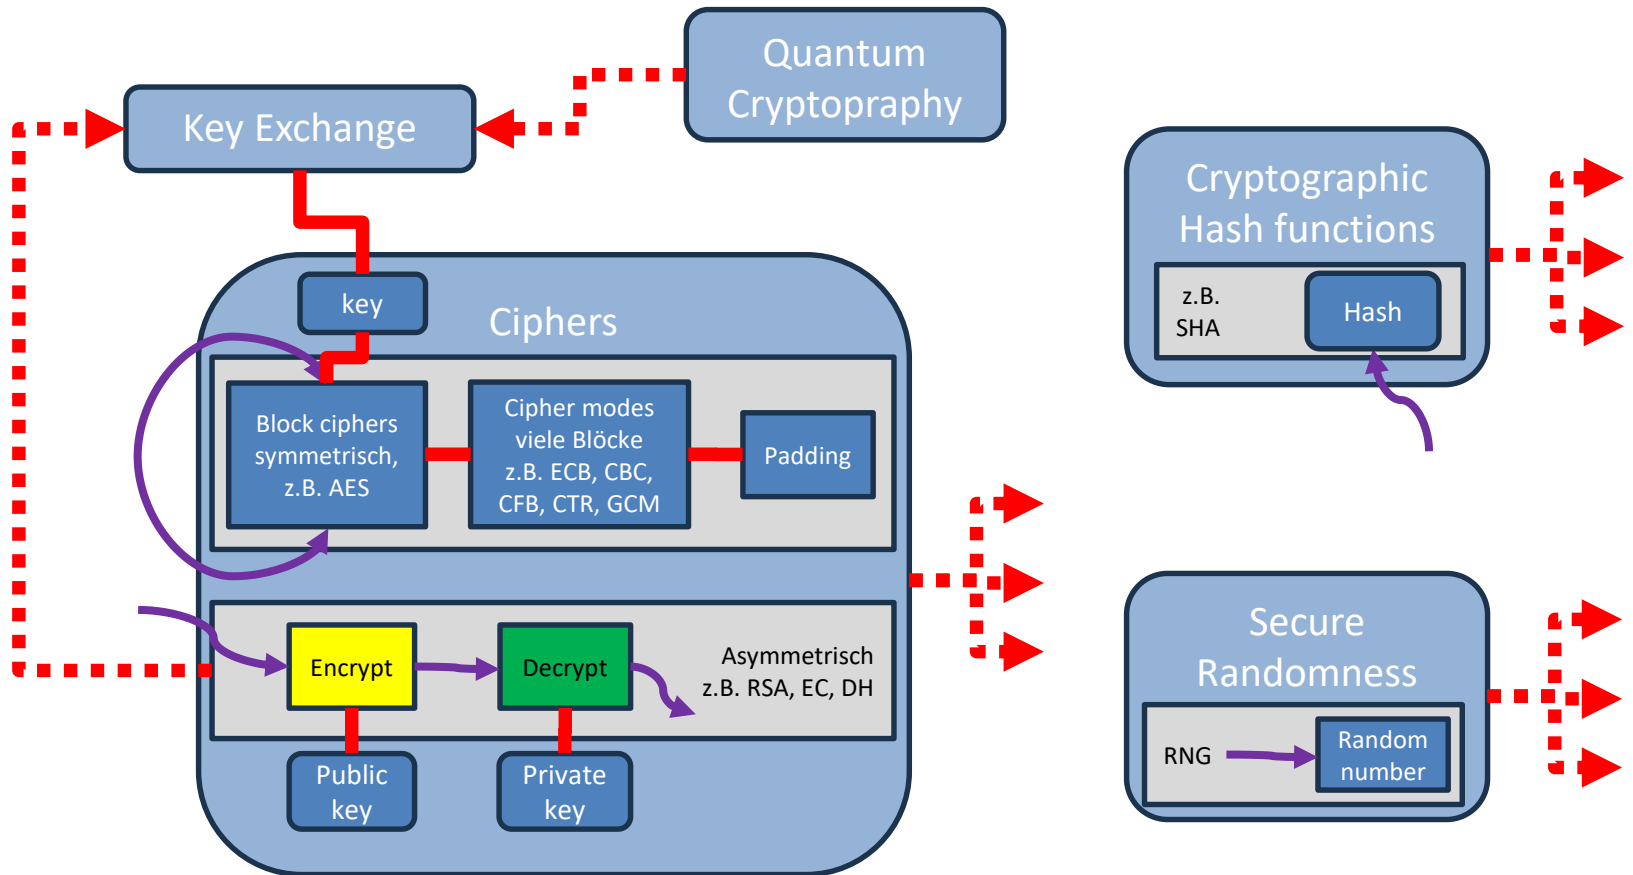 Quantum
Cryptopraphy
Key Exchange
Cryptographic
Hash functions
z.B.
SHA
Hash
key
Ciphers
Block ciphers
symmetrisch,
z.B. AES
Cipher modes
viele Blöcke
z.B. ECB, CBC,
CFB, CTR, GCM
Padding
Encrypt
Decrypt
Asymmetrisch
z.B. RSA, EC, DH
Public
key
Private
key
Secure
Randomness
RNG
Random
number